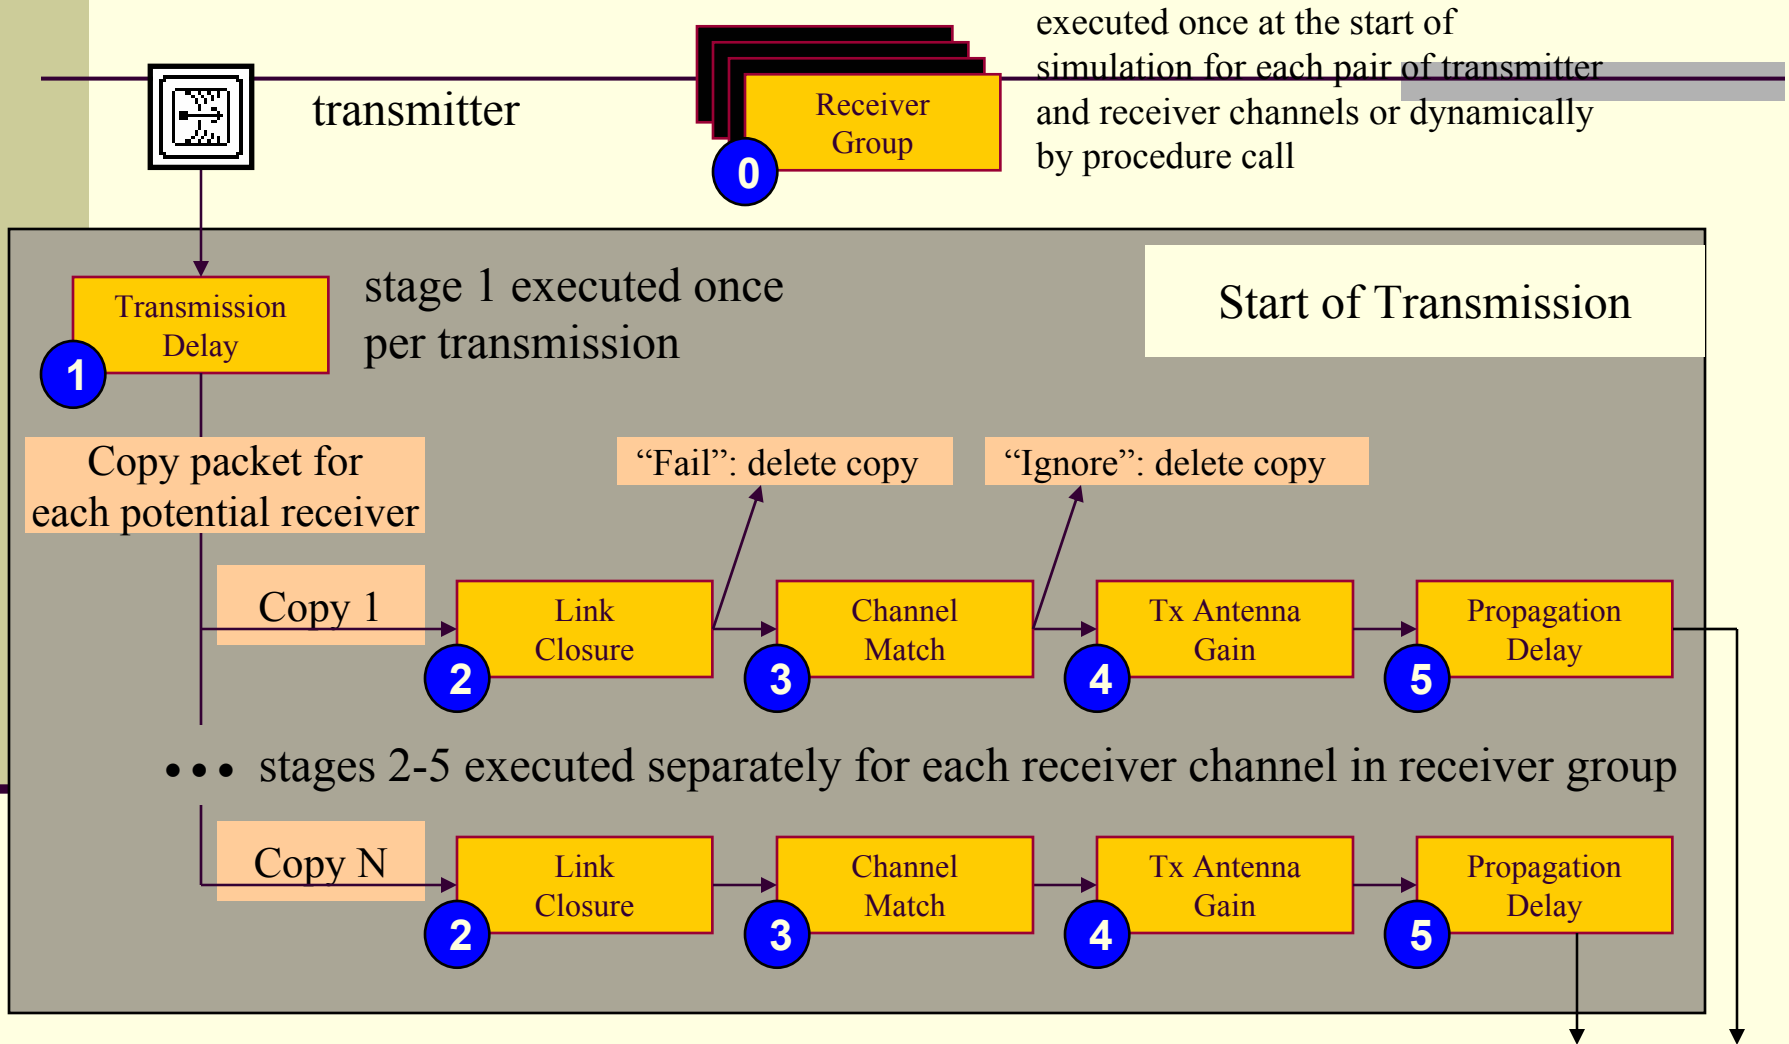 executed once at the start of
simulation for each pair of transmitter
and receiver channels or dynamically
by procedure call
transmitter
Receiver
Group
0
Start of Transmission
stage 1 executed once
per transmission
Transmission
Delay
1
Copy packet for
each potential receiver
“Fail”: delete copy
“Ignore”: delete copy
Copy 1
Link
Closure
2
Channel
Match
3
Tx Antenna
Gain
4
Propagation
Delay
5
••• stages 2-5 executed separately for each receiver channel in receiver group
Copy N
Link
Closure
2
Channel
Match
3
Tx Antenna
Gain
4
Propagation
Delay
5